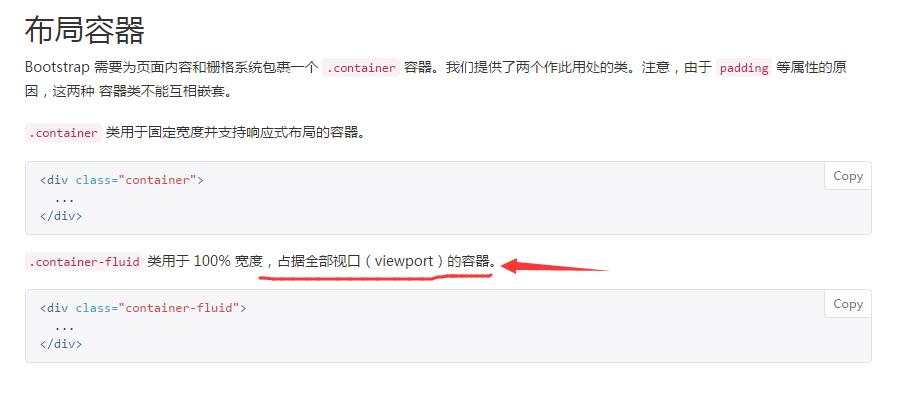 布局容器
Bootstrap 需要为页面内容和栅格系统包裹一个 .container 容器。我们提供了两个作此用处的类。注意，由于 padding 等属性的原
因，这两种 容器类不能互相嵌套。
.container 类用于固定宽度并支持响应式布局的容器。
Copy
<div class="container">
...
</div>
.container-fluid 类用于 100% 宽度，占据全部视口（viewport）的容器。
Copy
<div class="container-fluid">
...
</div>